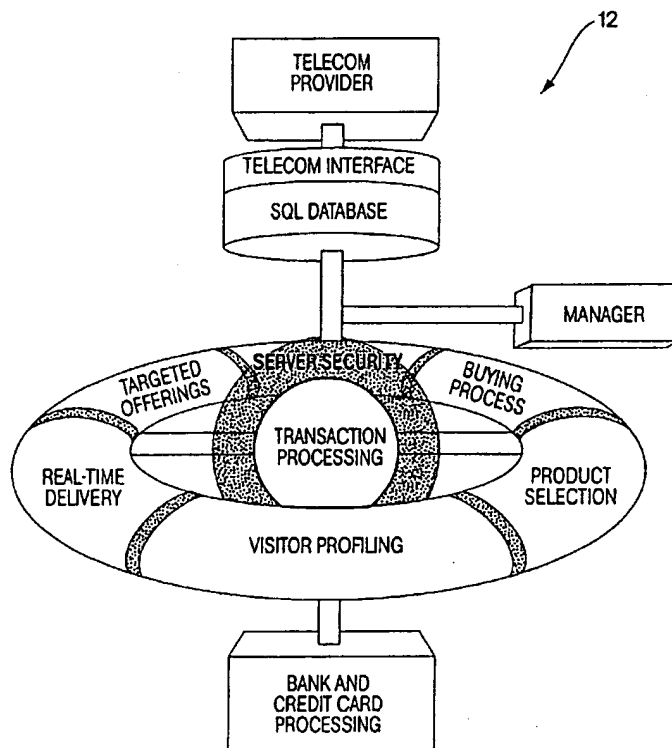 12
TELECOM
PROVIDER
TELECOM INTERFACE
SQL DATABASE
MANAGER
SERVER SECURITY
TARGETED
OFFERINGS
BUYING
PROCESS
TRANSACTION
PROCESSING
REAL-TIME
DELIVERY
PRODUCT
SELECTION
VISITOR PROFILING
BANK AND
CREDIT CARD
PROCESSING